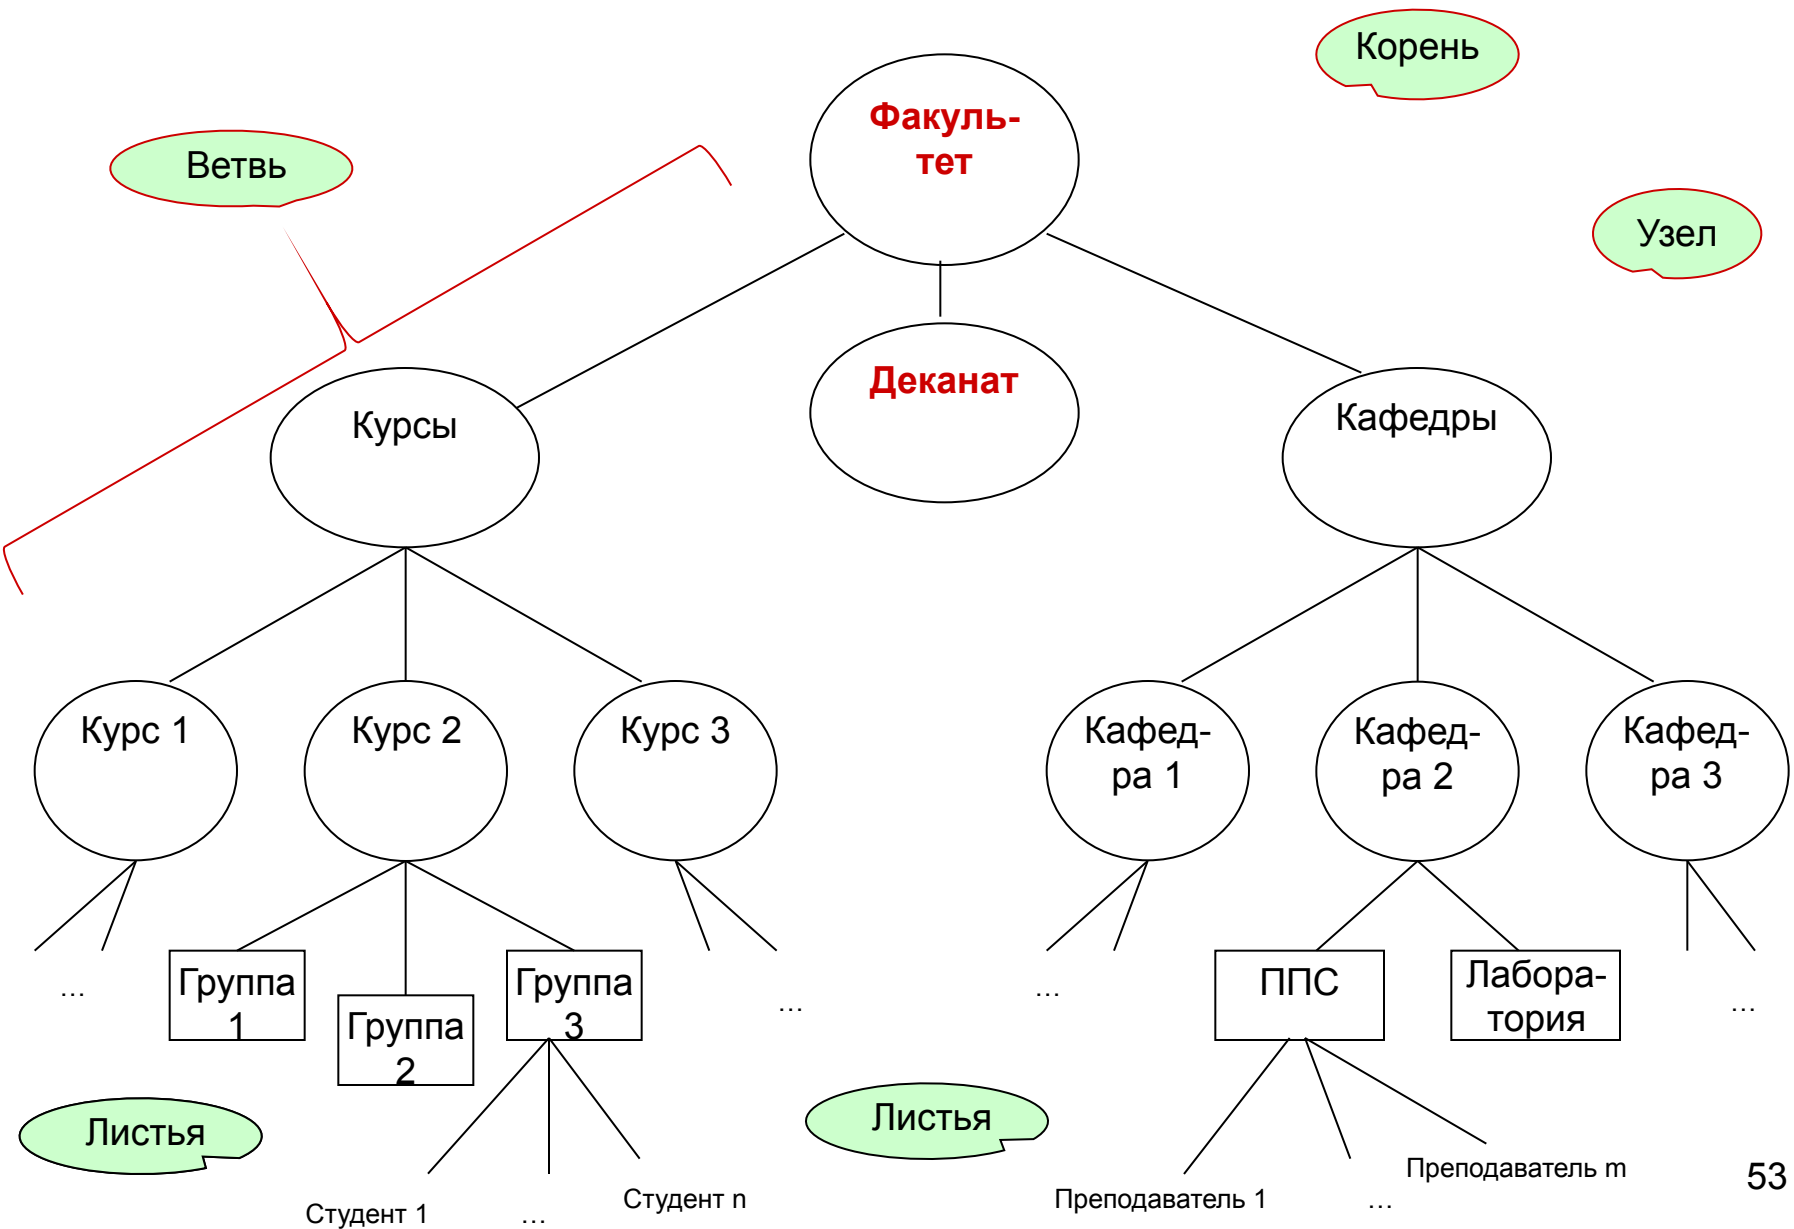 Корень
Факуль-
тет
Ветвь
Узел
Деканат
Курсы
Кафедры
Курс 1
Курс 2
Курс 3
Кафед-
ра 1
Кафед-
ра 2
Кафед-
ра 3
…
Группа
1
Группа
2
Группа
3
…
…
ППС
Лабора-
тория
…
Листья
Листья
Студент 1
…
Студент n
Преподаватель 1
…
Преподаватель m
53